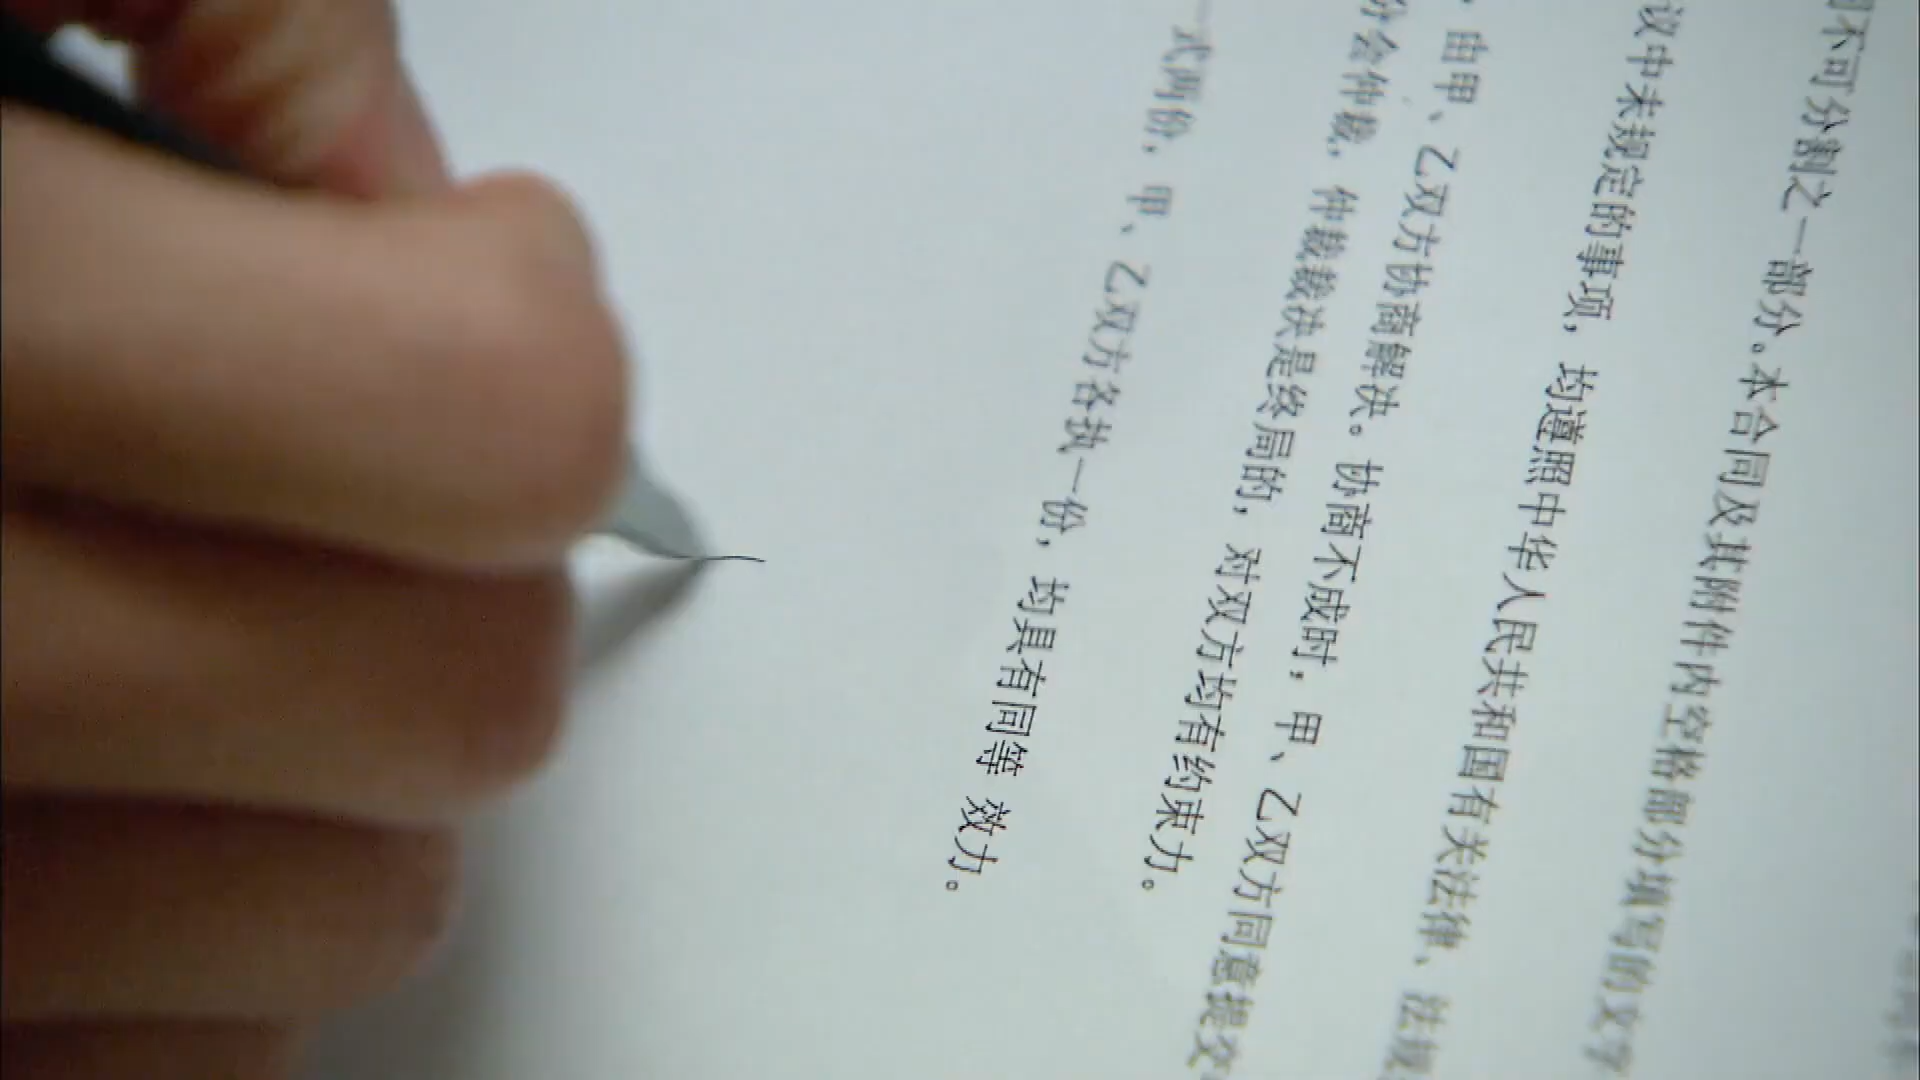 不可分割之一部分。本合同及其附件内空格部分填写的文字
议中未规定的事项，均遵照中华人民共和国有关法律、法规
由甲、乙双方协商解决。协商不成时，甲、乙双方同意提交
份会仲裁，仲裁裁决是终局的，对双方均有约束力。
一式两份，甲、乙双方各执一份，均具有同等 效力。